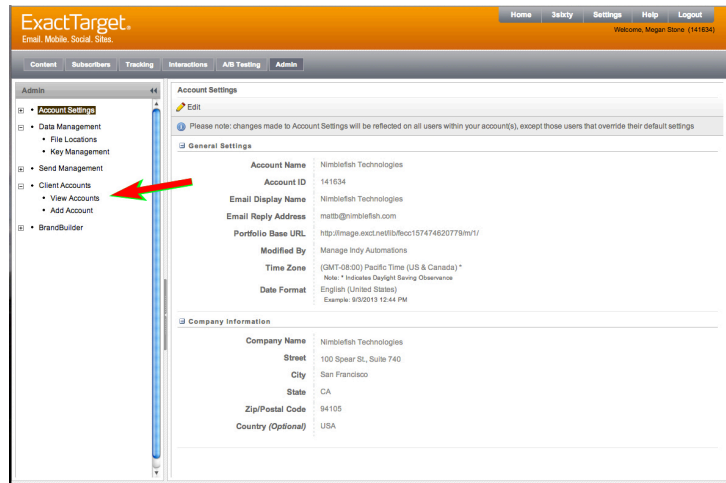 ExactTarget®
Email. Mobile. Social. Sites.
Home 3sixty Settings Help Logout
Welcome, Megan Stone (141634)
Content Subscribers Tracking Interactions A/B Testing Admin
Admin
Account Settings
Data Management
File Locations
Key Management
Send Management
Client Accounts
View Accounts
Add Account
BrandBuilder
Account Settings
Edit
Please note: changes made to Account Settings will be reflected on all users within your account(s), except those users that override their default settings
General Settings
Account Name Nimblefish Technologies
Account ID 141634
Email Display Name Nimblefish Technologies
Email Reply Address mattb@nimblefish.com
Portfolio Base URL http://image.exct.net/lib/fecc157474620779/m/1/
Modified By Manage Indy Automations
Time Zone (GMT-08:00) Pacific Time (US & Canada) *
Note: * Indicates Daylight Saving Observance
Date Format English (United States)
Example: 9/3/2013 12:44 PM
Company Information
Company Name Nimblefish Technologies
Street 100 Spear St., Suite 740
City San Francisco
State CA
Zip/Postal Code 94105
Country (Optional) USA